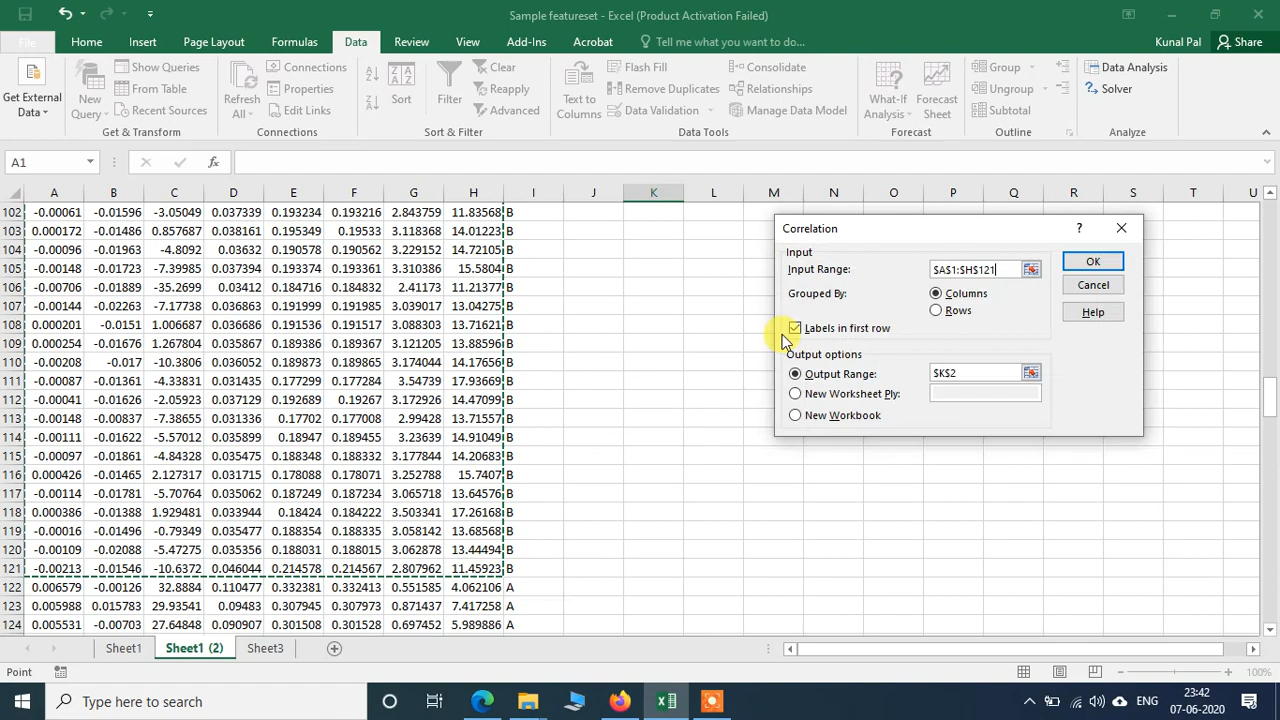 Sample featureset - Excel (Product Activation Failed)
File Home Insert Page Layout Formulas Data Review View Add-Ins Acrobat Tell me what you want to do... Kunal Pal Share
Get External Data
New Query
Show Queries
From Table
Recent Sources
Get & Transform
Refresh All
Connections
Properties
Edit Links
Connections
Sort
Filter
Clear
Reapply
Advanced
Sort & Filter
Text to Columns
Flash Fill
Remove Duplicates
Data Validation
Consolidate
Relationships
Manage Data Model
Data Tools
What-If Analysis
Forecast Sheet
Forecast
Group
Ungroup
Subtotal
Outline
Data Analysis
Solver
Analyze
A1 fx
A B C D E F G H I J K L M N O P Q R S T U
102 -0.00061 -0.01596 -3.05049 0.037339 0.193234 0.193216 2.843759 11.83568 B
103 0.000172 -0.01486 0.857687 0.038161 0.195349 0.19533 3.118368 14.01223 B
104 -0.00096 -0.01963 -4.8092 0.03632 0.190578 0.190562 3.229152 14.72105 B
105 -0.00148 -0.01748 -7.39985 0.039194 0.193374 0.193361 3.310386 15.5804 B
106 -0.00706 -0.01889 -35.2699 0.03412 0.184716 0.184832 2.41173 11.21377 B
107 -0.00144 -0.02263 -7.17738 0.036163 0.191999 0.191985 3.039017 13.04275 B
108 0.000201 -0.0151 1.006687 0.036686 0.191536 0.191517 3.088303 13.71621 B
109 0.000254 -0.01676 1.267804 0.035867 0.189386 0.189367 3.121205 13.88596 B
110 -0.00208 -0.017 -10.3806 0.036052 0.189873 0.189865 3.174044 14.17656 B
111 -0.00087 -0.01361 -4.33831 0.034315 0.177299 0.177284 3.54739 17.93669 B
112 -0.00041 -0.01626 -2.05929 0.037129 0.192689 0.19267 3.172926 14.47099 B
113 -0.00148 -0.00837 -7.38655 0.031336 0.17702 0.177008 2.99428 13.71557 B
114 -0.00111 -0.01622 -5.57012 0.035899 0.18947 0.189455 3.23639 14.91049 B
115 -0.00097 -0.01861 -4.84328 0.035475 0.188348 0.188332 3.177844 14.20683 B
116 0.000426 -0.01465 2.127317 0.031715 0.178088 0.178071 3.252788 15.7407 B
117 -0.00114 -0.01781 -5.70764 0.035062 0.187249 0.187234 3.065718 13.64576 B
118 0.000386 -0.01388 1.929481 0.033044 0.18424 0.184222 3.503341 17.26168 B
119 -0.00016 -0.01496 -0.79349 0.035477 0.188354 0.188335 3.058142 13.68568 B
120 -0.00109 -0.02088 -5.47275 0.035356 0.188031 0.188015 3.062878 13.44494 B
121 -0.00213 -0.01546 -10.6372 0.046044 0.214578 0.214567 2.807962 11.45923 B
122 0.006579 -0.00126 32.8884 0.110477 0.332381 0.332413 0.551585 4.062106 A
123 0.005988 0.015783 29.93541 0.09483 0.307945 0.307973 0.871437 7.417258 A
124 0.005531 -0.00703 27.64848 0.090907 0.301508 0.301528 0.697452 5.989886 A
Correlation ?
Input
Input Range: $A$1:$H$121
Grouped By: Columns
Rows
Labels in first row
Output options
Output Range: $K$2
New Worksheet Ply:
New Workbook
OK
Cancel
Help
Sheet1 Sheet1 (2) Sheet3
Point 100%
Type here to search
ENG
23:42
07-06-2020